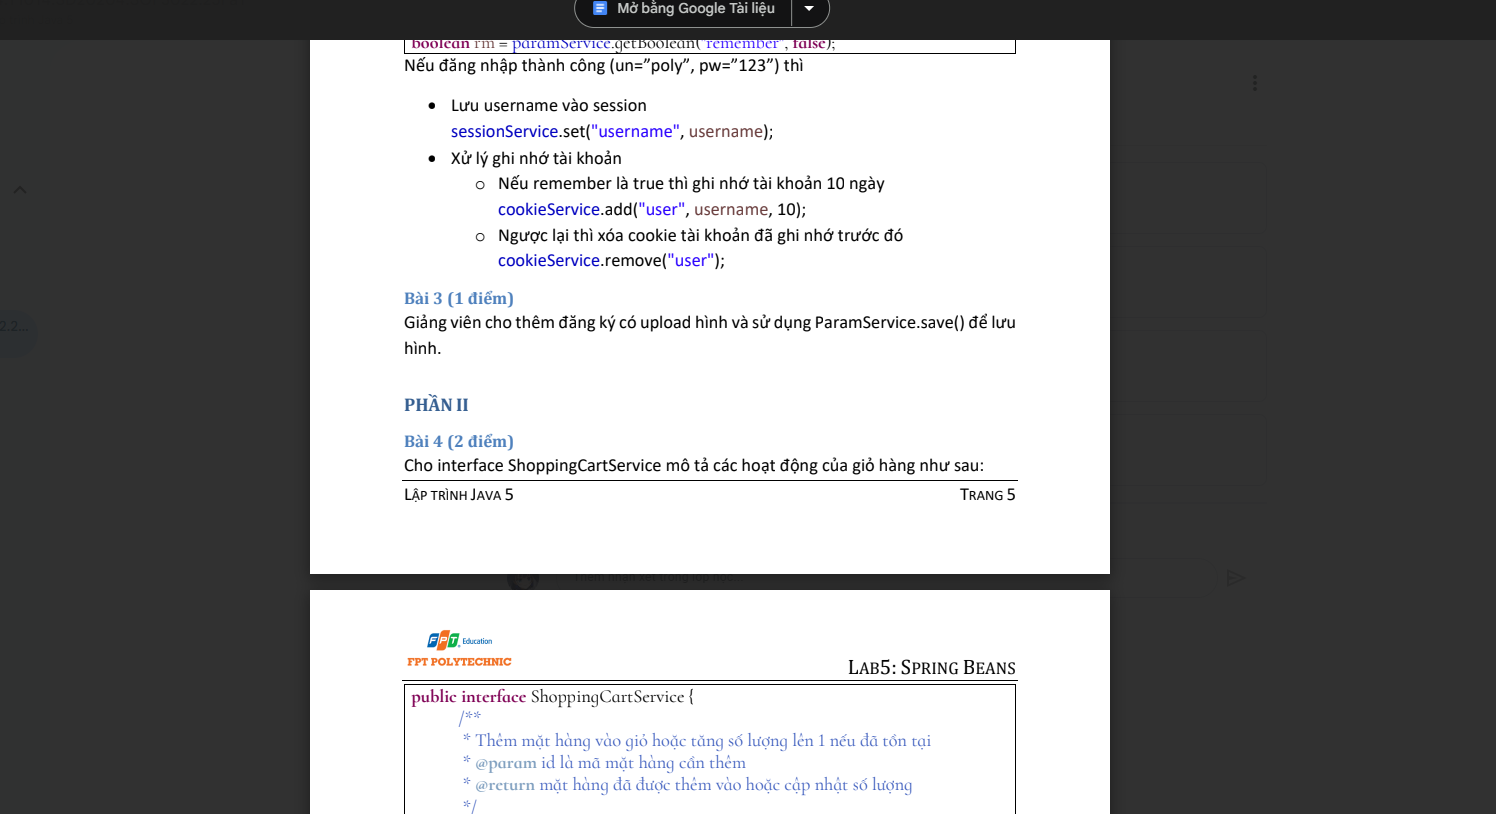 Mở bằng Google Tài liệu
boolean rm = paramService.getBoolean("remember", false);
Nếu đăng nhập thành công (un=”poly”, pw=”123”) thì
• Lưu username vào session
sessionService.set("username", username);
• Xử lý ghi nhớ tài khoản
o Nếu remember là true thì ghi nhớ tài khoản 10 ngày
cookieService.add("user", username, 10);
o Ngược lại thì xóa cookie tài khoản đã ghi nhớ trước đó
cookieService.remove("user");
2.2...
Bài 3 (1 điểm)
Giảng viên cho thêm đăng ký có upload hình và sử dụng ParamService.save() để lưu
hình.
PHẦN II
Bài 4 (2 điểm)
Cho interface ShoppingCartService mô tả các hoạt động của giỏ hàng như sau:
LẬP TRÌNH JAVA 5 TRANG 5
Thêm nhận xét trong lớp học...
FPT Education
FPT POLYTECHNIC
LAB5: SPRING BEANS
public interface ShoppingCartService {
/**
* Thêm mặt hàng vào giỏ hoặc tăng số lượng lên 1 nếu đã tồn tại
* @param id là mã mặt hàng cần thêm
* @return mặt hàng đã được thêm vào hoặc cập nhật số lượng
*/